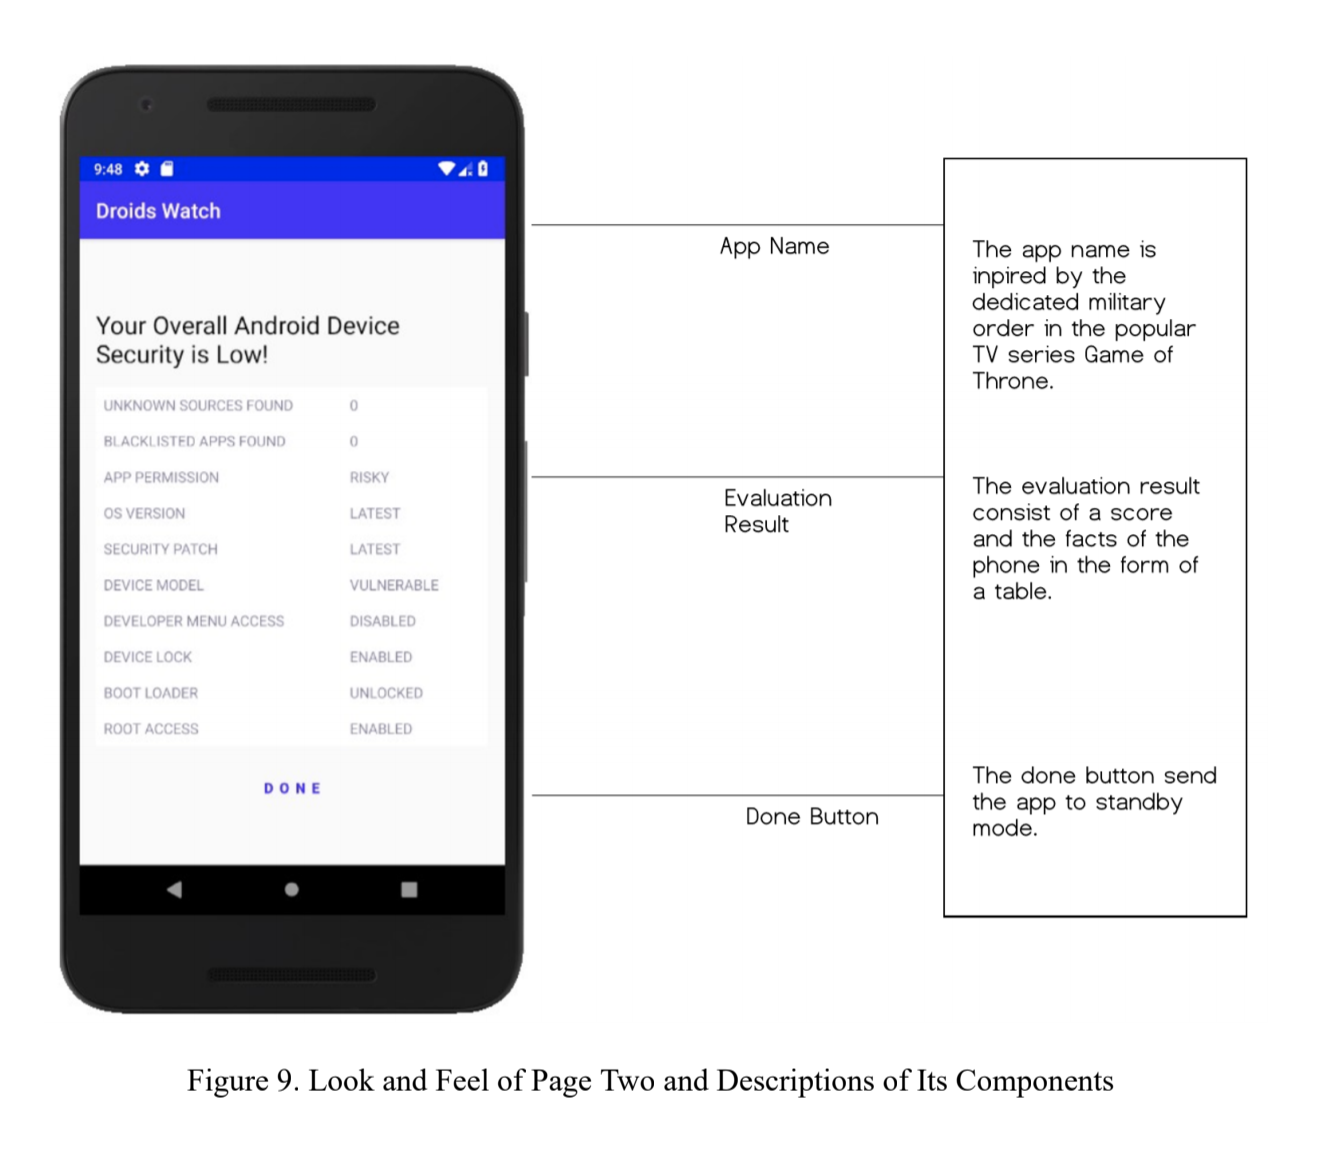 9:48
Droids Watch
Your Overall Android Device
Security is Low!
UNKNOWN SOURCES FOUND 0
BLACKLISTED APPS FOUND 0
APP PERMISSION RISKY
OS VERSION LATEST
SECURITY PATCH LATEST
DEVICE MODEL VULNERABLE
DEVELOPER MENU ACCESS DISABLED
DEVICE LOCK ENABLED
BOOT LOADER UNLOCKED
ROOT ACCESS ENABLED
DONE
App Name
The app name is
inpired by the
dedicated military
order in the popular
TV series Game of
Throne.
Evaluation
Result
The evaluation result
consist of a score
and the facts of the
phone in the form of
a table.
Done Button
The done button send
the app to standby
mode.
Figure 9. Look and Feel of Page Two and Descriptions of Its Components